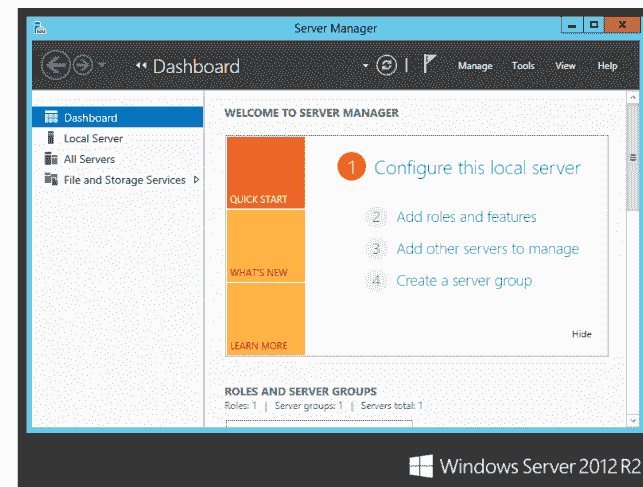 Server Manager
Dashboard
Manage Tools View Help
Dashboard
Local Server
All Servers
File and Storage Services
WELCOME TO SERVER MANAGER
QUICK START
WHAT'S NEW
LEARN MORE
1 Configure this local server
2 Add roles and features
3 Add other servers to manage
4 Create a server group
Hide
ROLES AND SERVER GROUPS
Roles: 1 | Server groups: 1 | Servers total: 1
Windows Server 2012 R2